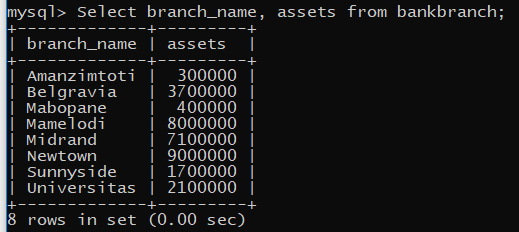 mysql> Select branch_name, assets from bankbranch;
+-------------+---------+
| branch_name | assets  |
+-------------+---------+
| Amanzimtoti |  300000 |
| Belgravia   | 3700000 |
| Mabopane    |  400000 |
| Mamelodi    | 8000000 |
| Midrand     | 7100000 |
| Newtown     | 9000000 |
| Sunnyside   | 1700000 |
| Universitas | 2100000 |
+-------------+---------+
8 rows in set (0.00 sec)